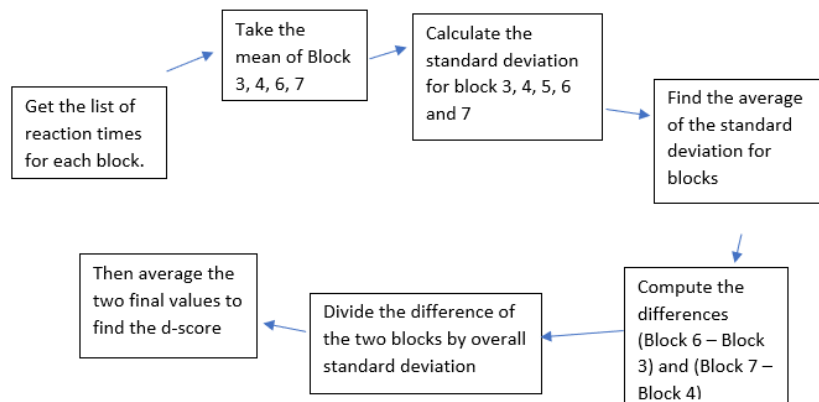 Get the list of
reaction times
for each block.
Take the
mean of Block
3, 4, 6, 7
Calculate the
standard deviation
for block 3, 4, 5, 6
and 7
Find the average
of the standard
deviation for
blocks
Compute the
differences
(Block 6 – Block
3) and (Block 7 –
Block 4)
Divide the difference of
the two blocks by overall
standard deviation
Then average the
two final values to
find the d-score